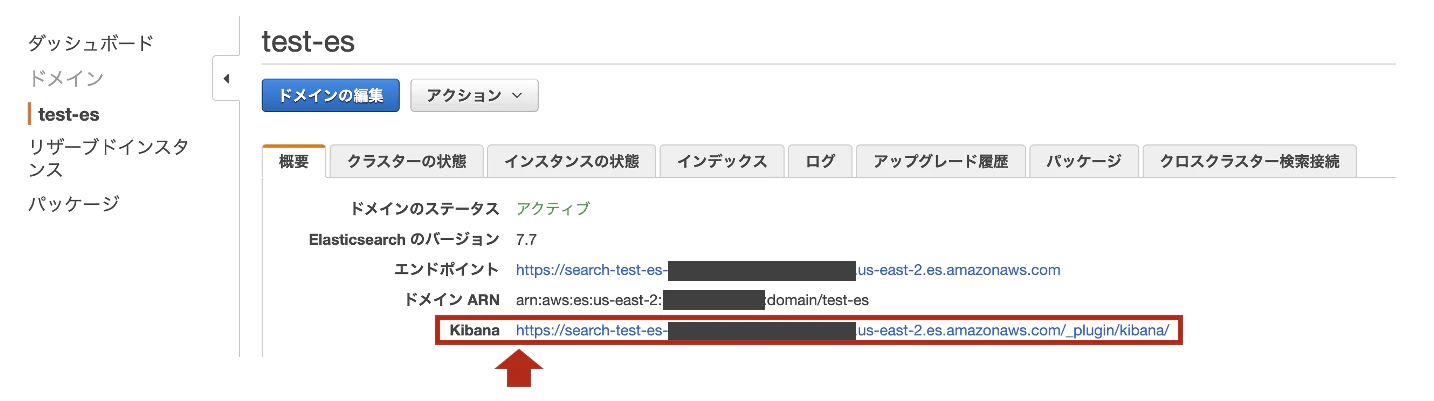 ダッシュボード
ドメイン
test-es
リザーブドインスタ
ンス
パッケージ
test-es
ドメインの編集
アクション
概要 クラスターの状態 インスタンスの状態 インデックス ログ アップグレード履歴 パッケージ クロスクラスター検索接続
ドメインのステータス アクティブ
Elasticsearch のバージョン 7.7
エンドポイント https://search-test-es- .us-east-2.es.amazonaws.com
ドメイン ARN arn:aws:es:us-east-2: :domain/test-es
Kibana https://search-test-es- .us-east-2.es.amazonaws.com/_plugin/kibana/